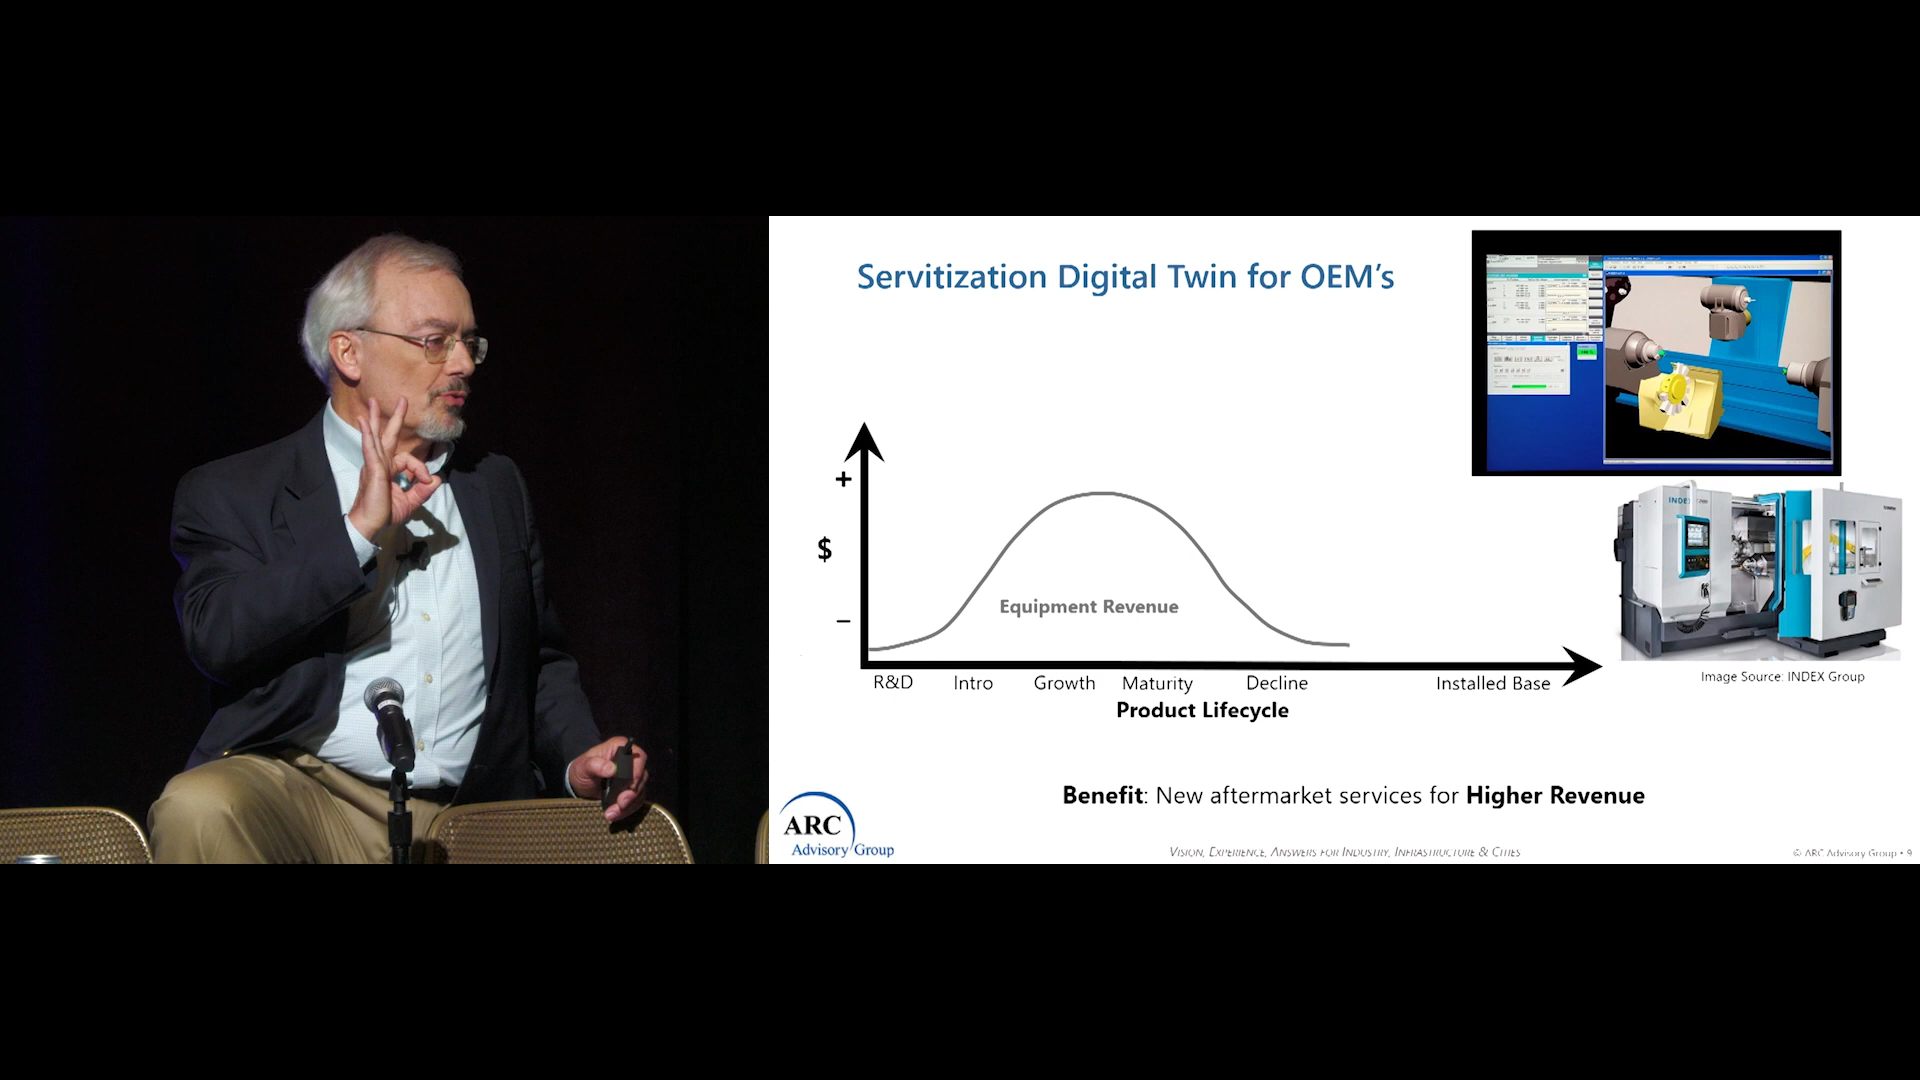 Servitization Digital Twin for OEM's
+
$
–
Equipment Revenue
R&D Intro Growth Maturity Decline Installed Base
Product Lifecycle
INDEX
Image Source: INDEX Group
Benefit: New aftermarket services for Higher Revenue
ARC
Advisory Group
VISION, EXPERIENCE, ANSWERS FOR INDUSTRY, INFRASTRUCTURE & CITIES
© ARC Advisory Group • 9